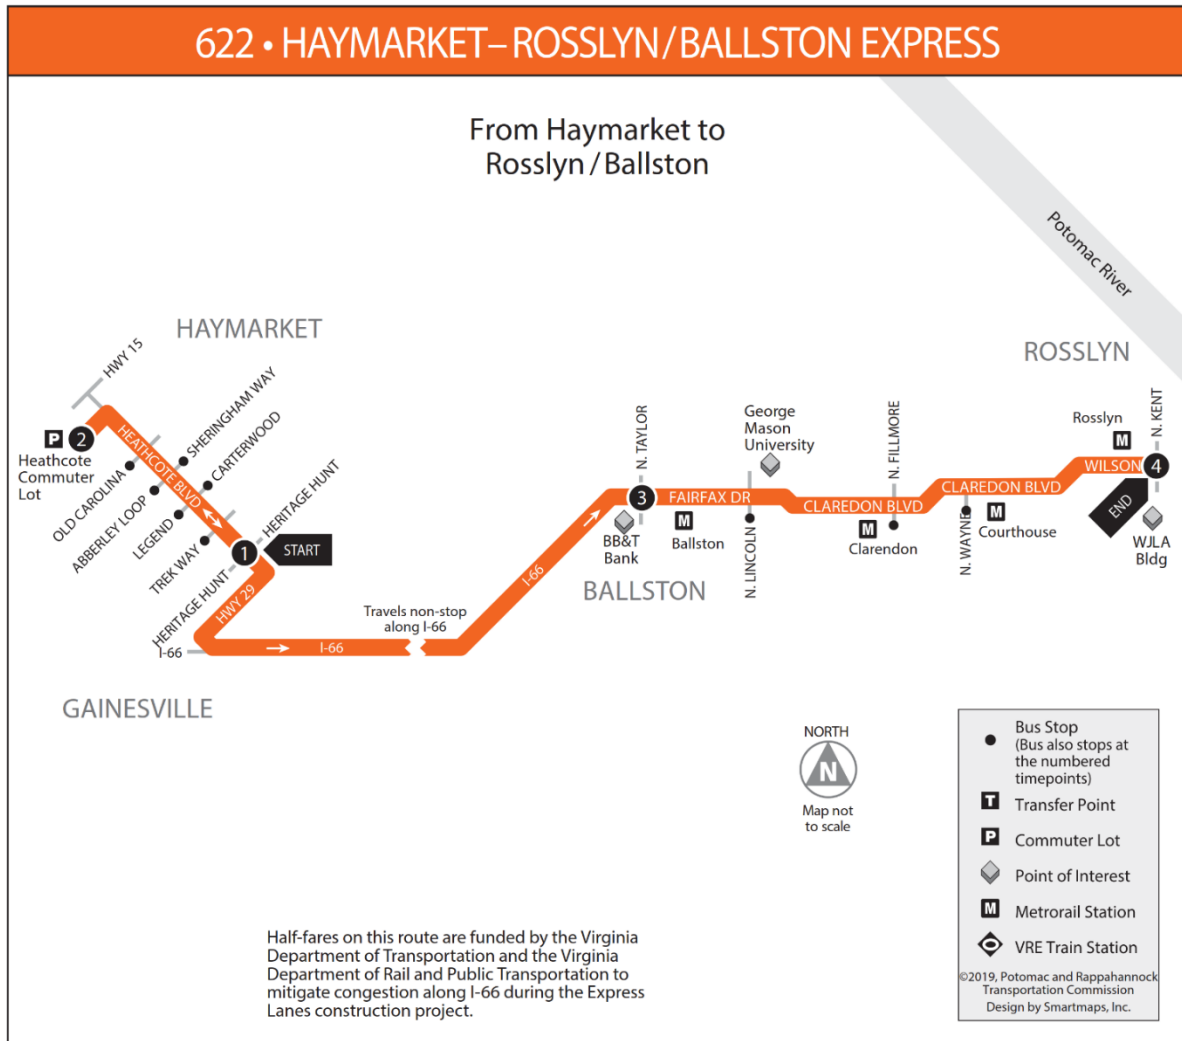 622 • HAYMARKET–ROSSLYN/BALLSTON EXPRESS
From Haymarket to
Rosslyn/Ballston
Potomac River
HAYMARKET
ROSSLYN
HWY 15
SHERINGHAM WAY
CARTERWOOD
HERITAGE HUNT
P
2
Heathcote
Commuter
Lot
HEATHCOTE BLVD
OLD CAROLINA
ABBERLEY LOOP
LEGEND
TREK WAY
HERITAGE HUNT
1
START
HWY 29
I-66
I-66
Travels non-stop
along I-66
I-66
GAINESVILLE
N. TAYLOR
3
BB&T
Bank
BALLSTON
FAIRFAX DR
M
Ballston
George
Mason
University
N. LINCOLN
CLAREDON BLVD
N. FILLMORE
M
Clarendon
CLAREDON BLVD
N. WAYNE
M
Courthouse
Rosslyn
M
N. KENT
WILSON
4
END
WJLA
Bldg
NORTH
N
Map not
to scale
Bus Stop
(Bus also stops at
the numbered
timepoints)
T Transfer Point
P Commuter Lot
Point of Interest
M Metrorail Station
VRE Train Station
©2019, Potomac and Rappahannock
Transportation Commission
Design by Smartmaps, Inc.
Half-fares on this route are funded by the Virginia
Department of Transportation and the Virginia
Department of Rail and Public Transportation to
mitigate congestion along I-66 during the Express
Lanes construction project.